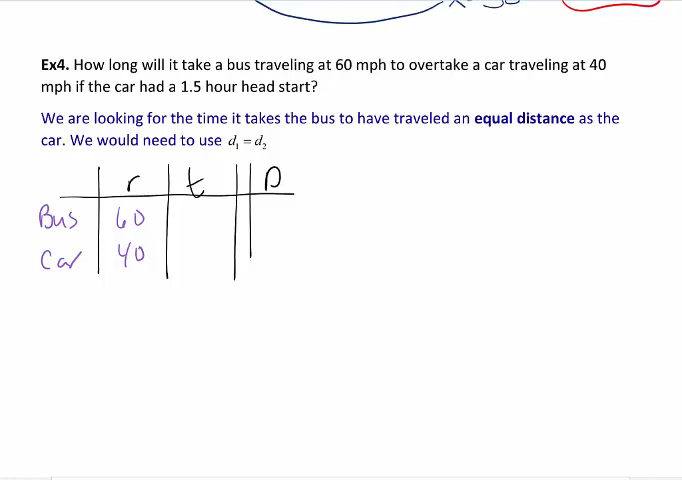 Ex4. How long will it take a bus traveling at 60 mph to overtake a car traveling at 40
mph if the car had a 1.5 hour head start?
We are looking for the time it takes the bus to have traveled an equal distance as the
car. We would need to use d₁ = d₂
r t D
Bus 60
Car 40